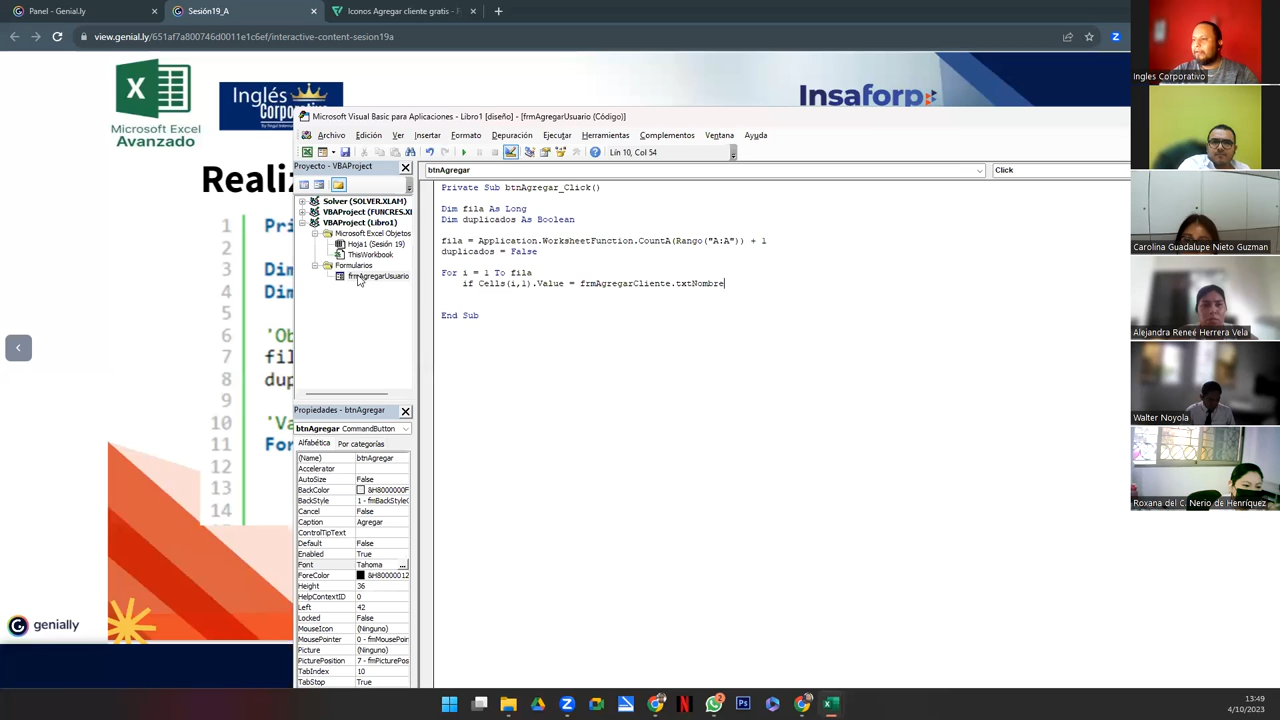 Panel - Genial.ly
Sesión19_A
Iconos Agregar cliente gratis - F
view.genial.ly/651af7a800746d0011e1c6ef/interactive-content-sesion19a
Microsoft Excel
Avanzado
Inglés
Corporativo
Insaforp
Realiz
1 Pri
2
3 Dim
4 Dim
5
6 'Ob
7 fil
8 dup
9
10 'Va
11 For
12
13
14
genially
Microsoft Visual Basic para Aplicaciones - Libro1 [diseño] - [frmAgregarUsuario (Código)]
Archivo Edición Ver Insertar Formato Depuración Ejecutar Herramientas Complementos Ventana Ayuda
Lín 10, Col 54
Proyecto - VBAProject
Solver (SOLVER.XLAM)
VBAProject (FUNCRES.XL
VBAProject (Libro1)
Microsoft Excel Objetos
Hoja1 (Sesión 19)
ThisWorkbook
Formularios
frmAgregarUsuario
btnAgregar
Click
Private Sub btnAgregar_Click()
Dim fila As Long
Dim duplicados As Boolean
fila = Application.WorksheetFunction.CountA(Rango("A:A")) + 1
duplicados = False
For i = 1 To fila
if Cells(i,1).Value = frmAgregarCliente.txtNombre
End Sub
Propiedades - btnAgregar
btnAgregar CommandButton
Alfabética Por categorías
(Name) btnAgregar
Accelerator
AutoSize False
BackColor &H8000000F
BackStyle 1 - fmBackStyleO
Cancel False
Caption Agregar
ControlTipText
Default False
Enabled True
Font Tahoma
ForeColor &H80000012
Height 36
HelpContextID 0
Left 42
Locked False
MouseIcon (Ninguno)
MousePointer 0 - fmMousePoin
Picture (Ninguno)
PicturePosition 7 - fmPicturePos
TabIndex 10
TabStop True
Ingles Corporativo
Carolina Guadalupe Nieto Guzman
Alejandra Reneé Herrera Vela
Walter Noyola
Roxana del C. Nerio de Henríquez
13:49
4/10/2023